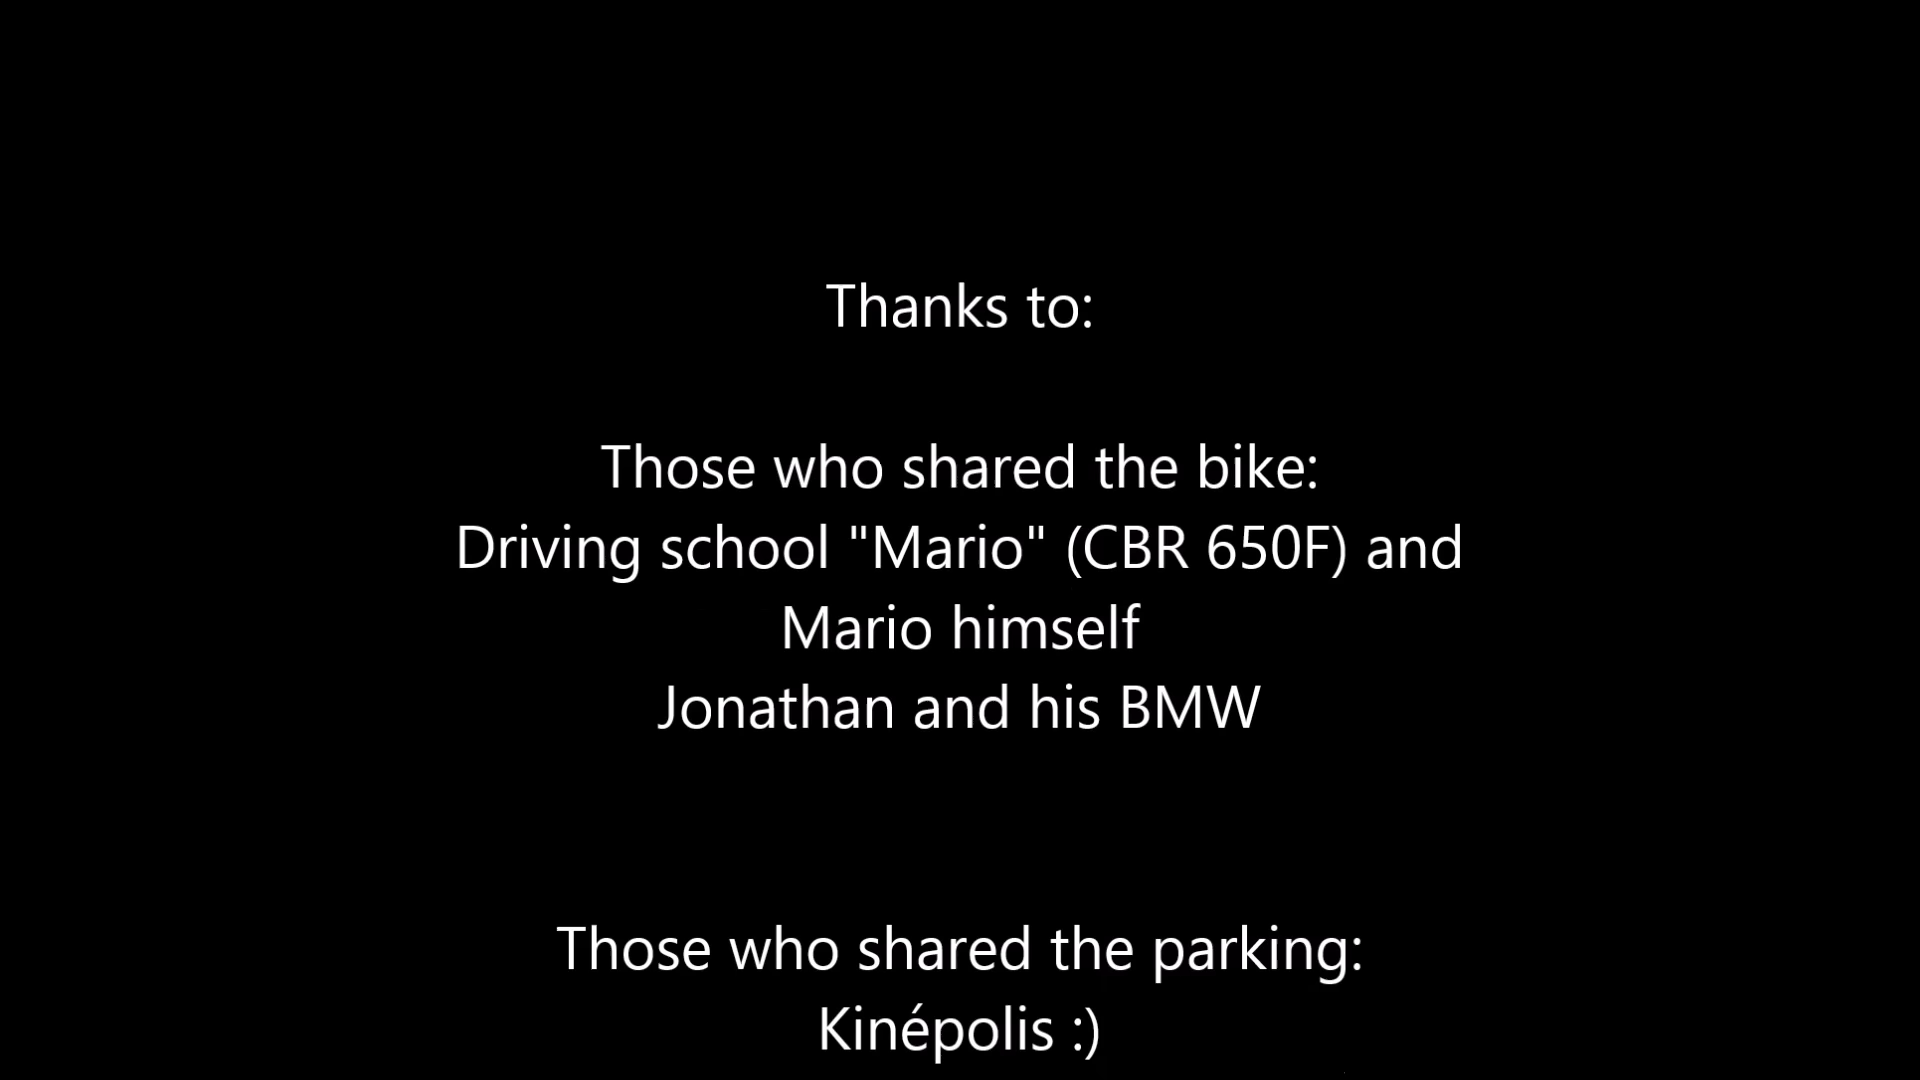 Thanks to:
Those who shared the bike:
Driving school "Mario" (CBR 650F) and
Mario himself
Jonathan and his BMW
Those who shared the parking:
Kinépolis :)